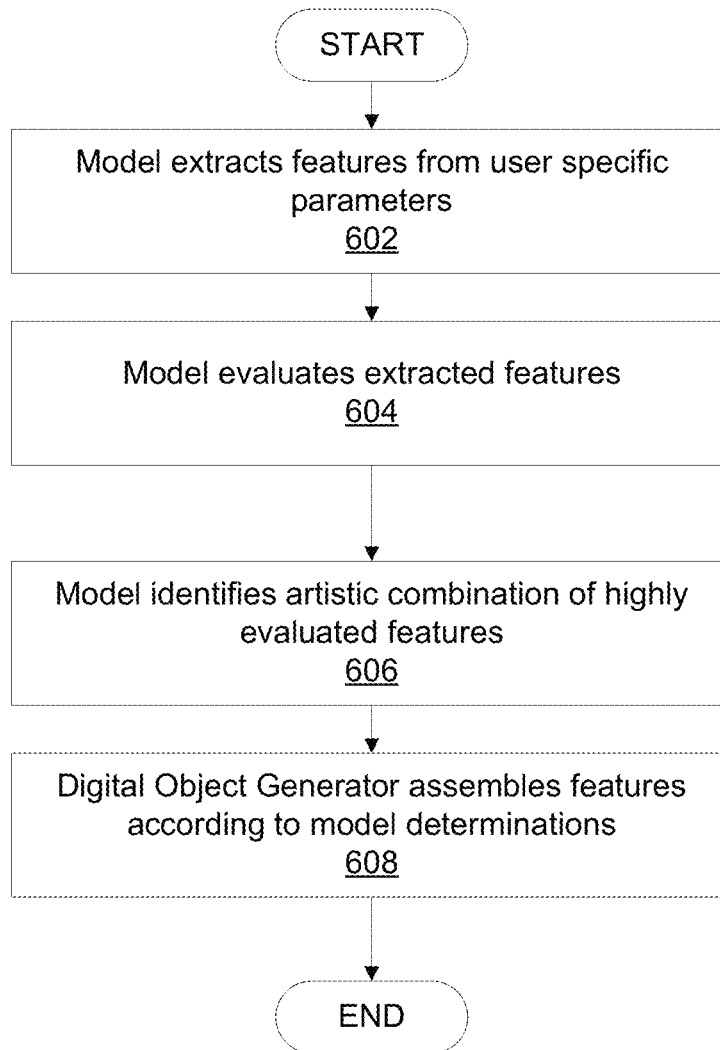 START
Model extracts features from user specific
parameters
602
Model evaluates extracted features
604
Model identifies artistic combination of highly
evaluated features
606
Digital Object Generator assembles features
according to model determinations
608
END